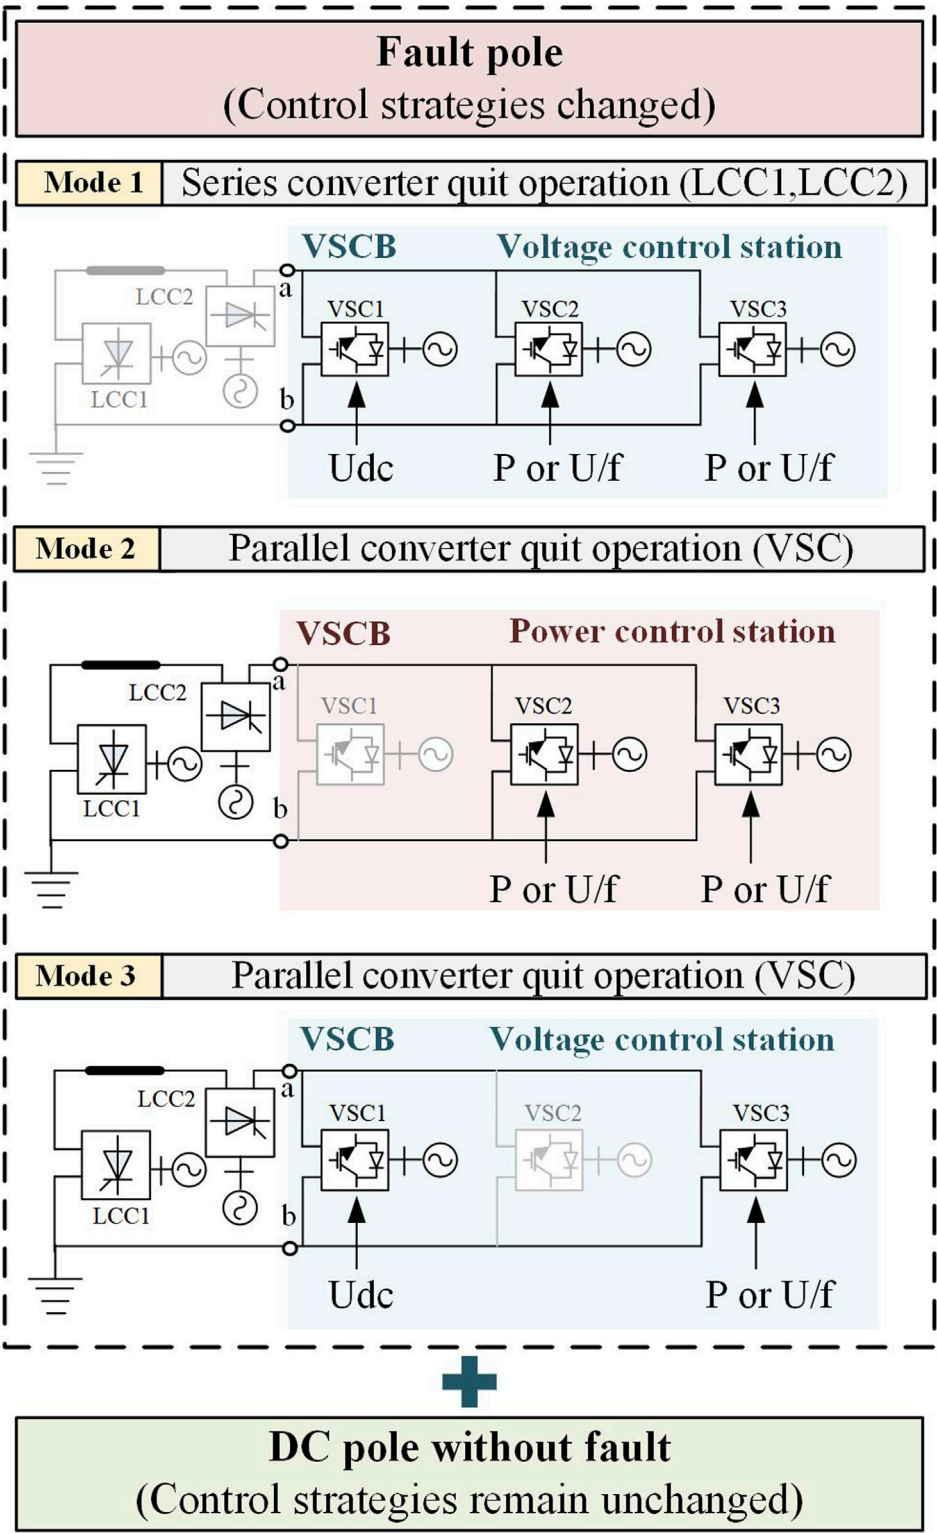 Fault pole
(Control strategies changed)
Mode 1
Series converter quit operation (LCC1,LCC2)
VSCB
Voltage control station
LCC2
a
VSC1
VSC2
VSC3
LCC1
b
Udc
P or U/f
P or U/f
Mode 2
Parallel converter quit operation (VSC)
VSCB
Power control station
LCC2
a
VSC1
VSC2
VSC3
LCC1
b
P or U/f
P or U/f
Mode 3
Parallel converter quit operation (VSC)
VSCB
Voltage control station
LCC2
a
VSC1
VSC2
VSC3
LCC1
b
Udc
P or U/f
DC pole without fault
(Control strategies remain unchanged)